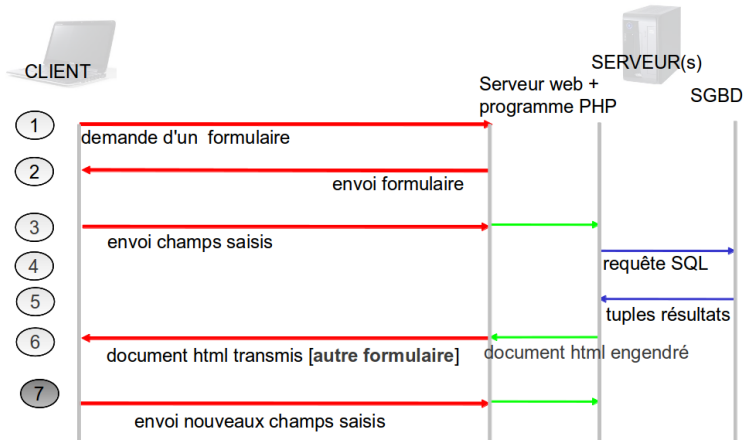 CLIENT
SERVEUR(s)
Serveur web +
programme PHP
SGBD
1
demande d'un formulaire
2
envoi formulaire
3
envoi champs saisis
4
requête SQL
5
tuples résultats
6
document html transmis [autre formulaire]
document html engendré
7
envoi nouveaux champs saisis